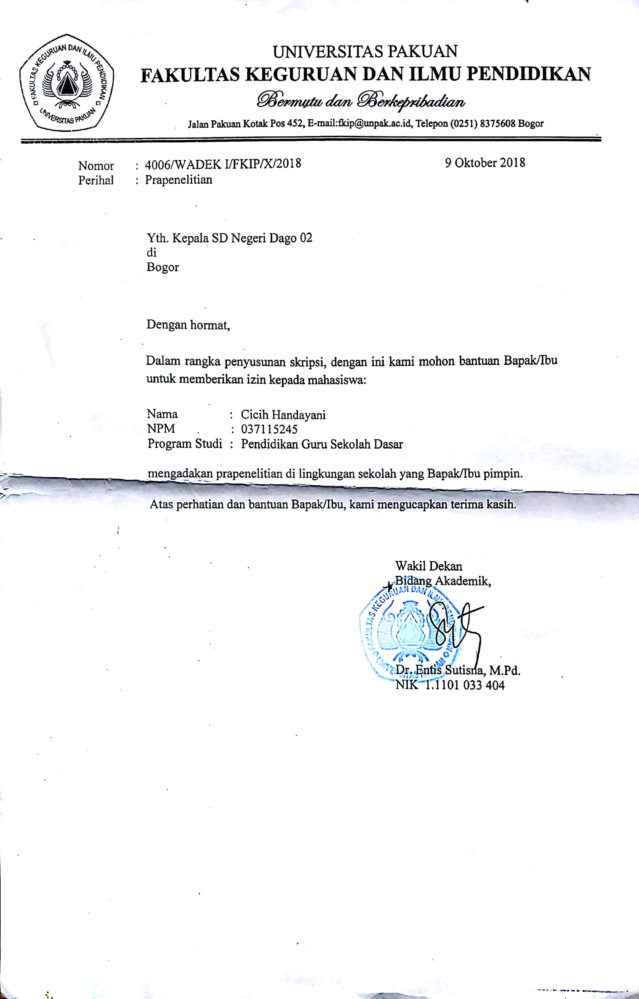 FAKULTAS KEGURUAN DAN ILMU PENDIDIKAN
UNIVERSITAS PAKUAN
UNIVERSITAS PAKUAN
FAKULTAS KEGURUAN DAN ILMU PENDIDIKAN
Bermutu dan Berkepribadian
Jalan Pakuan Kotak Pos 452, E-mail:fkip@unpak.ac.id, Telepon (0251) 8375608 Bogor
Nomor : 4006/WADEK I/FKIP/X/2018 9 Oktober 2018
Perihal : Prapenelitian
Yth. Kepala SD Negeri Dago 02
di
Bogor
Dengan hormat,
Dalam rangka penyusunan skripsi, dengan ini kami mohon bantuan Bapak/Ibu
untuk memberikan izin kepada mahasiswa:
Nama : Cicih Handayani
NPM : 037115245
Program Studi : Pendidikan Guru Sekolah Dasar
mengadakan prapenelitian di lingkungan sekolah yang Bapak/Ibu pimpin.
Atas perhatian dan bantuan Bapak/Ibu, kami mengucapkan terima kasih.
Wakil Dekan
Bidang Akademik,
FAKULTAS KEGURUAN DAN
Dr. Entis Sutisna, M.Pd.
NIK 1.1101 033 404